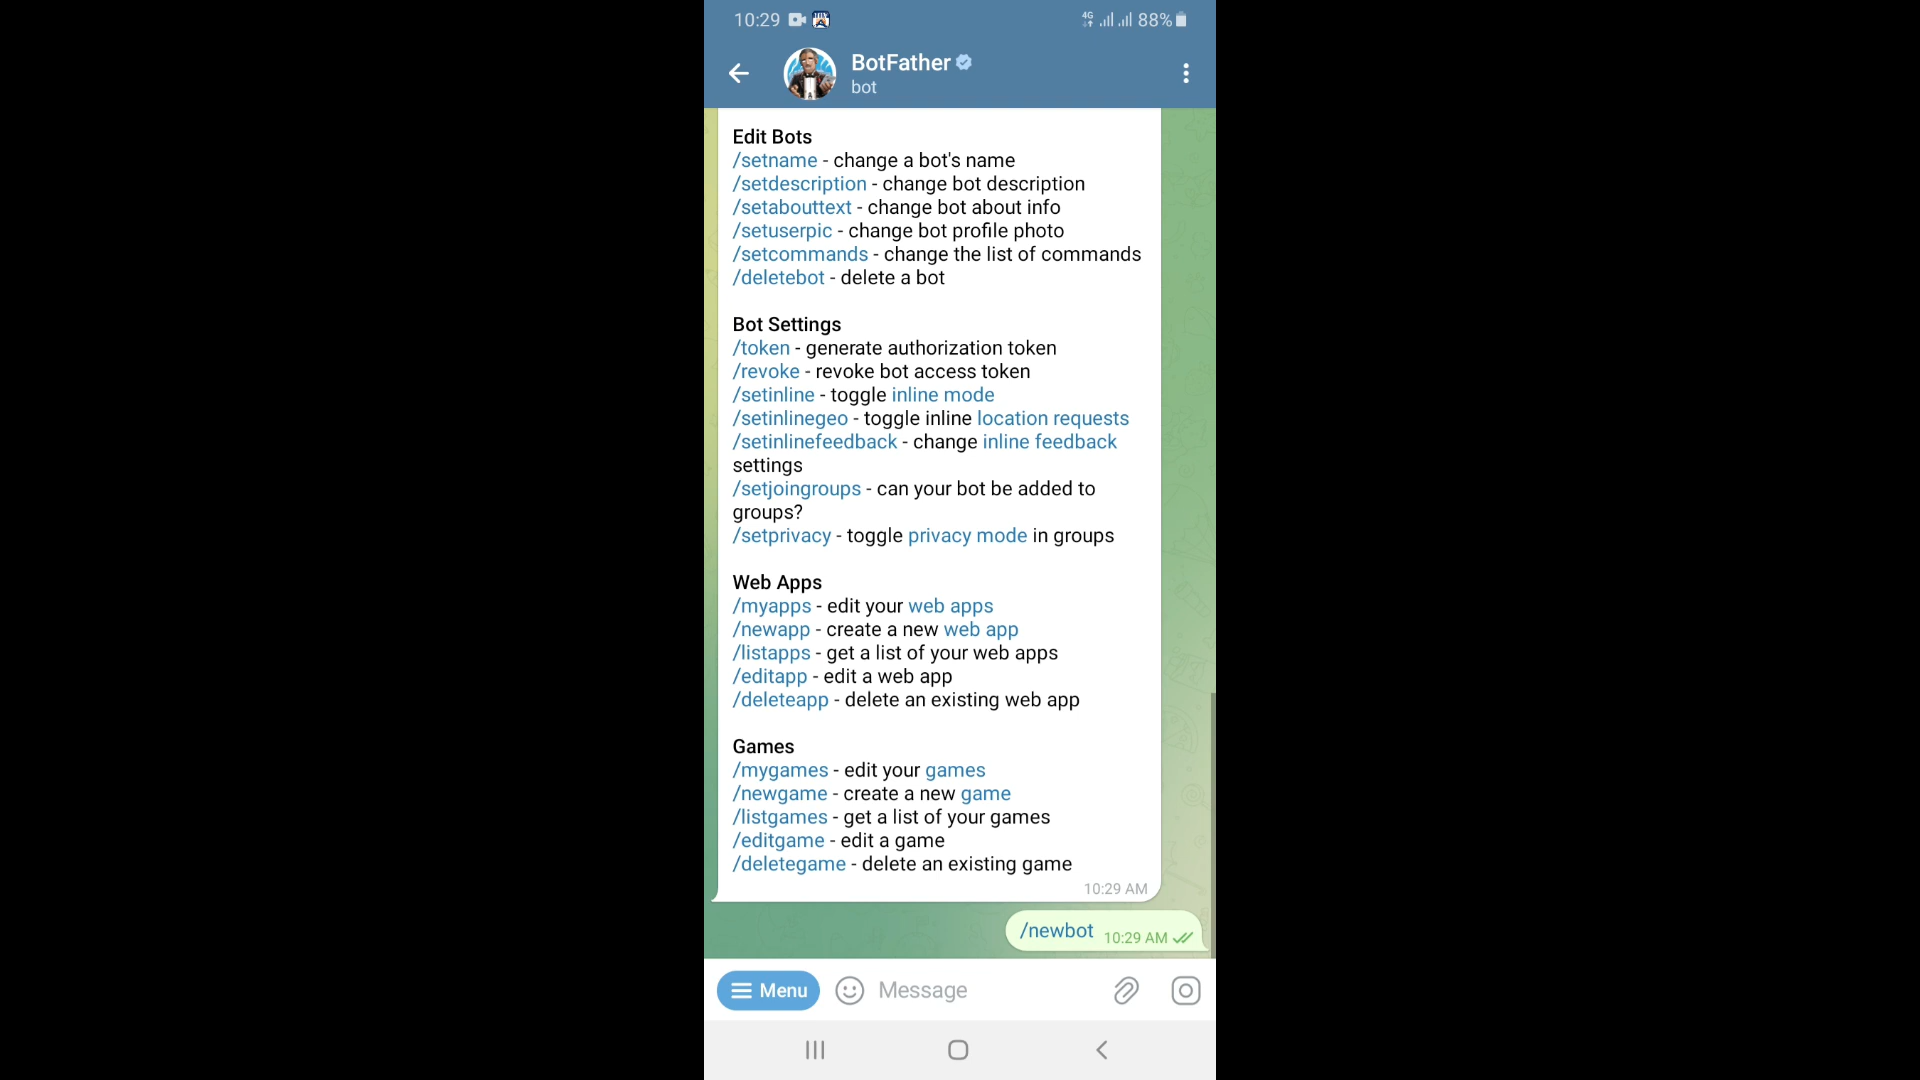 10:29 4G 88%
BotFather
bot
Edit Bots
/setname - change a bot's name
/setdescription - change bot description
/setabouttext - change bot about info
/setuserpic - change bot profile photo
/setcommands - change the list of commands
/deletebot - delete a bot
Bot Settings
/token - generate authorization token
/revoke - revoke bot access token
/setinline - toggle inline mode
/setinlinegeo - toggle inline location requests
/setinlinefeedback - change inline feedback
settings
/setjoingroups - can your bot be added to
groups?
/setprivacy - toggle privacy mode in groups
Web Apps
/myapps - edit your web apps
/newapp - create a new web app
/listapps - get a list of your web apps
/editapp - edit a web app
/deleteapp - delete an existing web app
Games
/mygames - edit your games
/newgame - create a new game
/listgames - get a list of your games
/editgame - edit a game
/deletegame - delete an existing game
10:29 AM
/newbot 10:29 AM
Menu Message